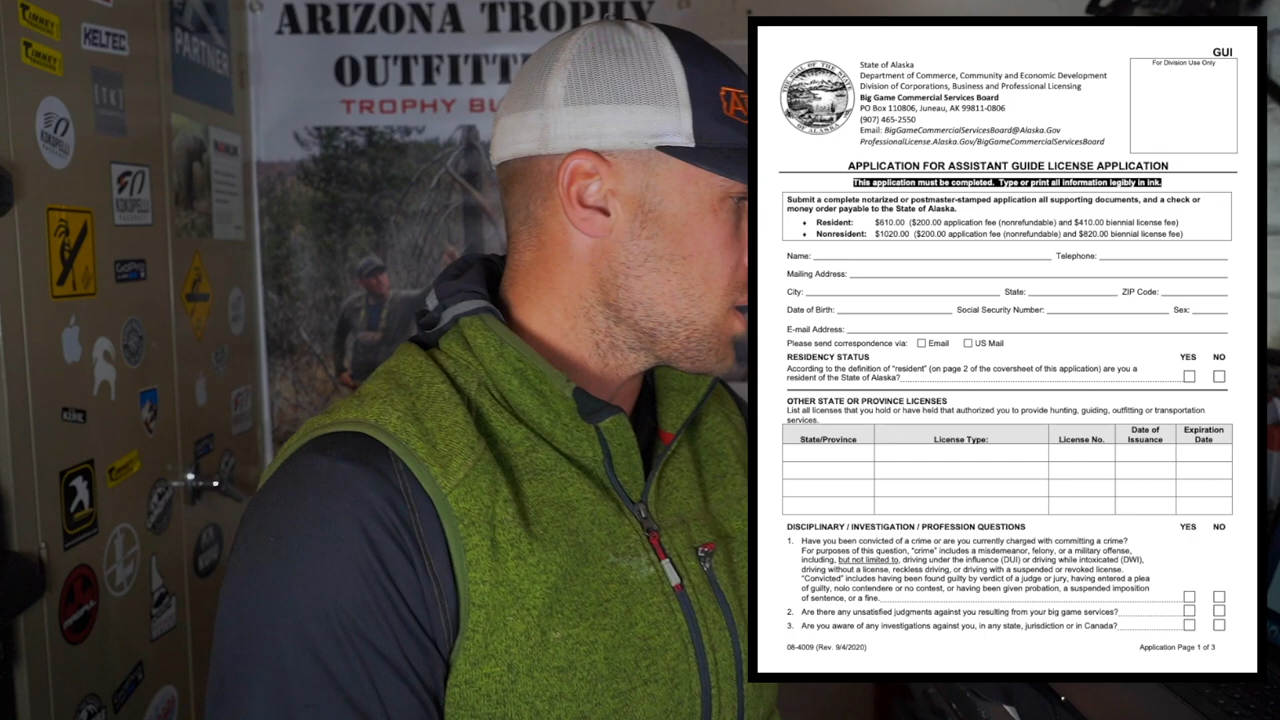 TIMNEY
TIMNEY
KELTEC
PARTNER
[TK]
KOKOPELLI
50
KOKOPELLI
GoPro
TIMNEY
ARIZONA TROPHY
OUTFITT
TROPHY BU
GUI
For Division Use Only
State of Alaska
Department of Commerce, Community and Economic Development
Division of Corporations, Business and Professional Licensing
Big Game Commercial Services Board
PO Box 110806, Juneau, AK 99811-0806
(907) 465-2550
Email: BigGameCommercialServicesBoard@Alaska.Gov
ProfessionalLicense.Alaska.Gov/BigGameCommercialServicesBoard
APPLICATION FOR ASSISTANT GUIDE LICENSE APPLICATION
This application must be completed. Type or print all information legibly in ink.
Submit a complete notarized or postmaster-stamped application all supporting documents, and a check or
money order payable to the State of Alaska.
♦ Resident: $610.00 ($200.00 application fee (nonrefundable) and $410.00 biennial license fee)
♦ Nonresident: $1020.00 ($200.00 application fee (nonrefundable) and $820.00 biennial license fee)
Name: Telephone:
Mailing Address:
City: State: ZIP Code:
Date of Birth: Social Security Number: Sex:
E-mail Address:
Please send correspondence via: Email US Mail
RESIDENCY STATUS YES NO
According to the definition of "resident" (on page 2 of the coversheet of this application) are you a
resident of the State of Alaska?
OTHER STATE OR PROVINCE LICENSES
List all licenses that you hold or have held that authorized you to provide hunting, guiding, outfitting or transportation
services.
State/Province License Type: License No. Date of Issuance Expiration Date
DISCIPLINARY / INVESTIGATION / PROFESSION QUESTIONS YES NO
1. Have you been convicted of a crime or are you currently charged with committing a crime?
For purposes of this question, "crime" includes a misdemeanor, felony, or a military offense,
including, but not limited to, driving under the influence (DUI) or driving while intoxicated (DWI),
driving without a license, reckless driving, or driving with a suspended or revoked license.
"Convicted" includes having been found guilty by verdict of a judge or jury, having entered a plea
of guilty, nolo contendere or no contest, or having been given probation, a suspended imposition
of sentence, or a fine.
2. Are there any unsatisfied judgments against you resulting from your big game services?
3. Are you aware of any investigations against you, in any state, jurisdiction or in Canada?
08-4009 (Rev. 9/4/2020) Application Page 1 of 3